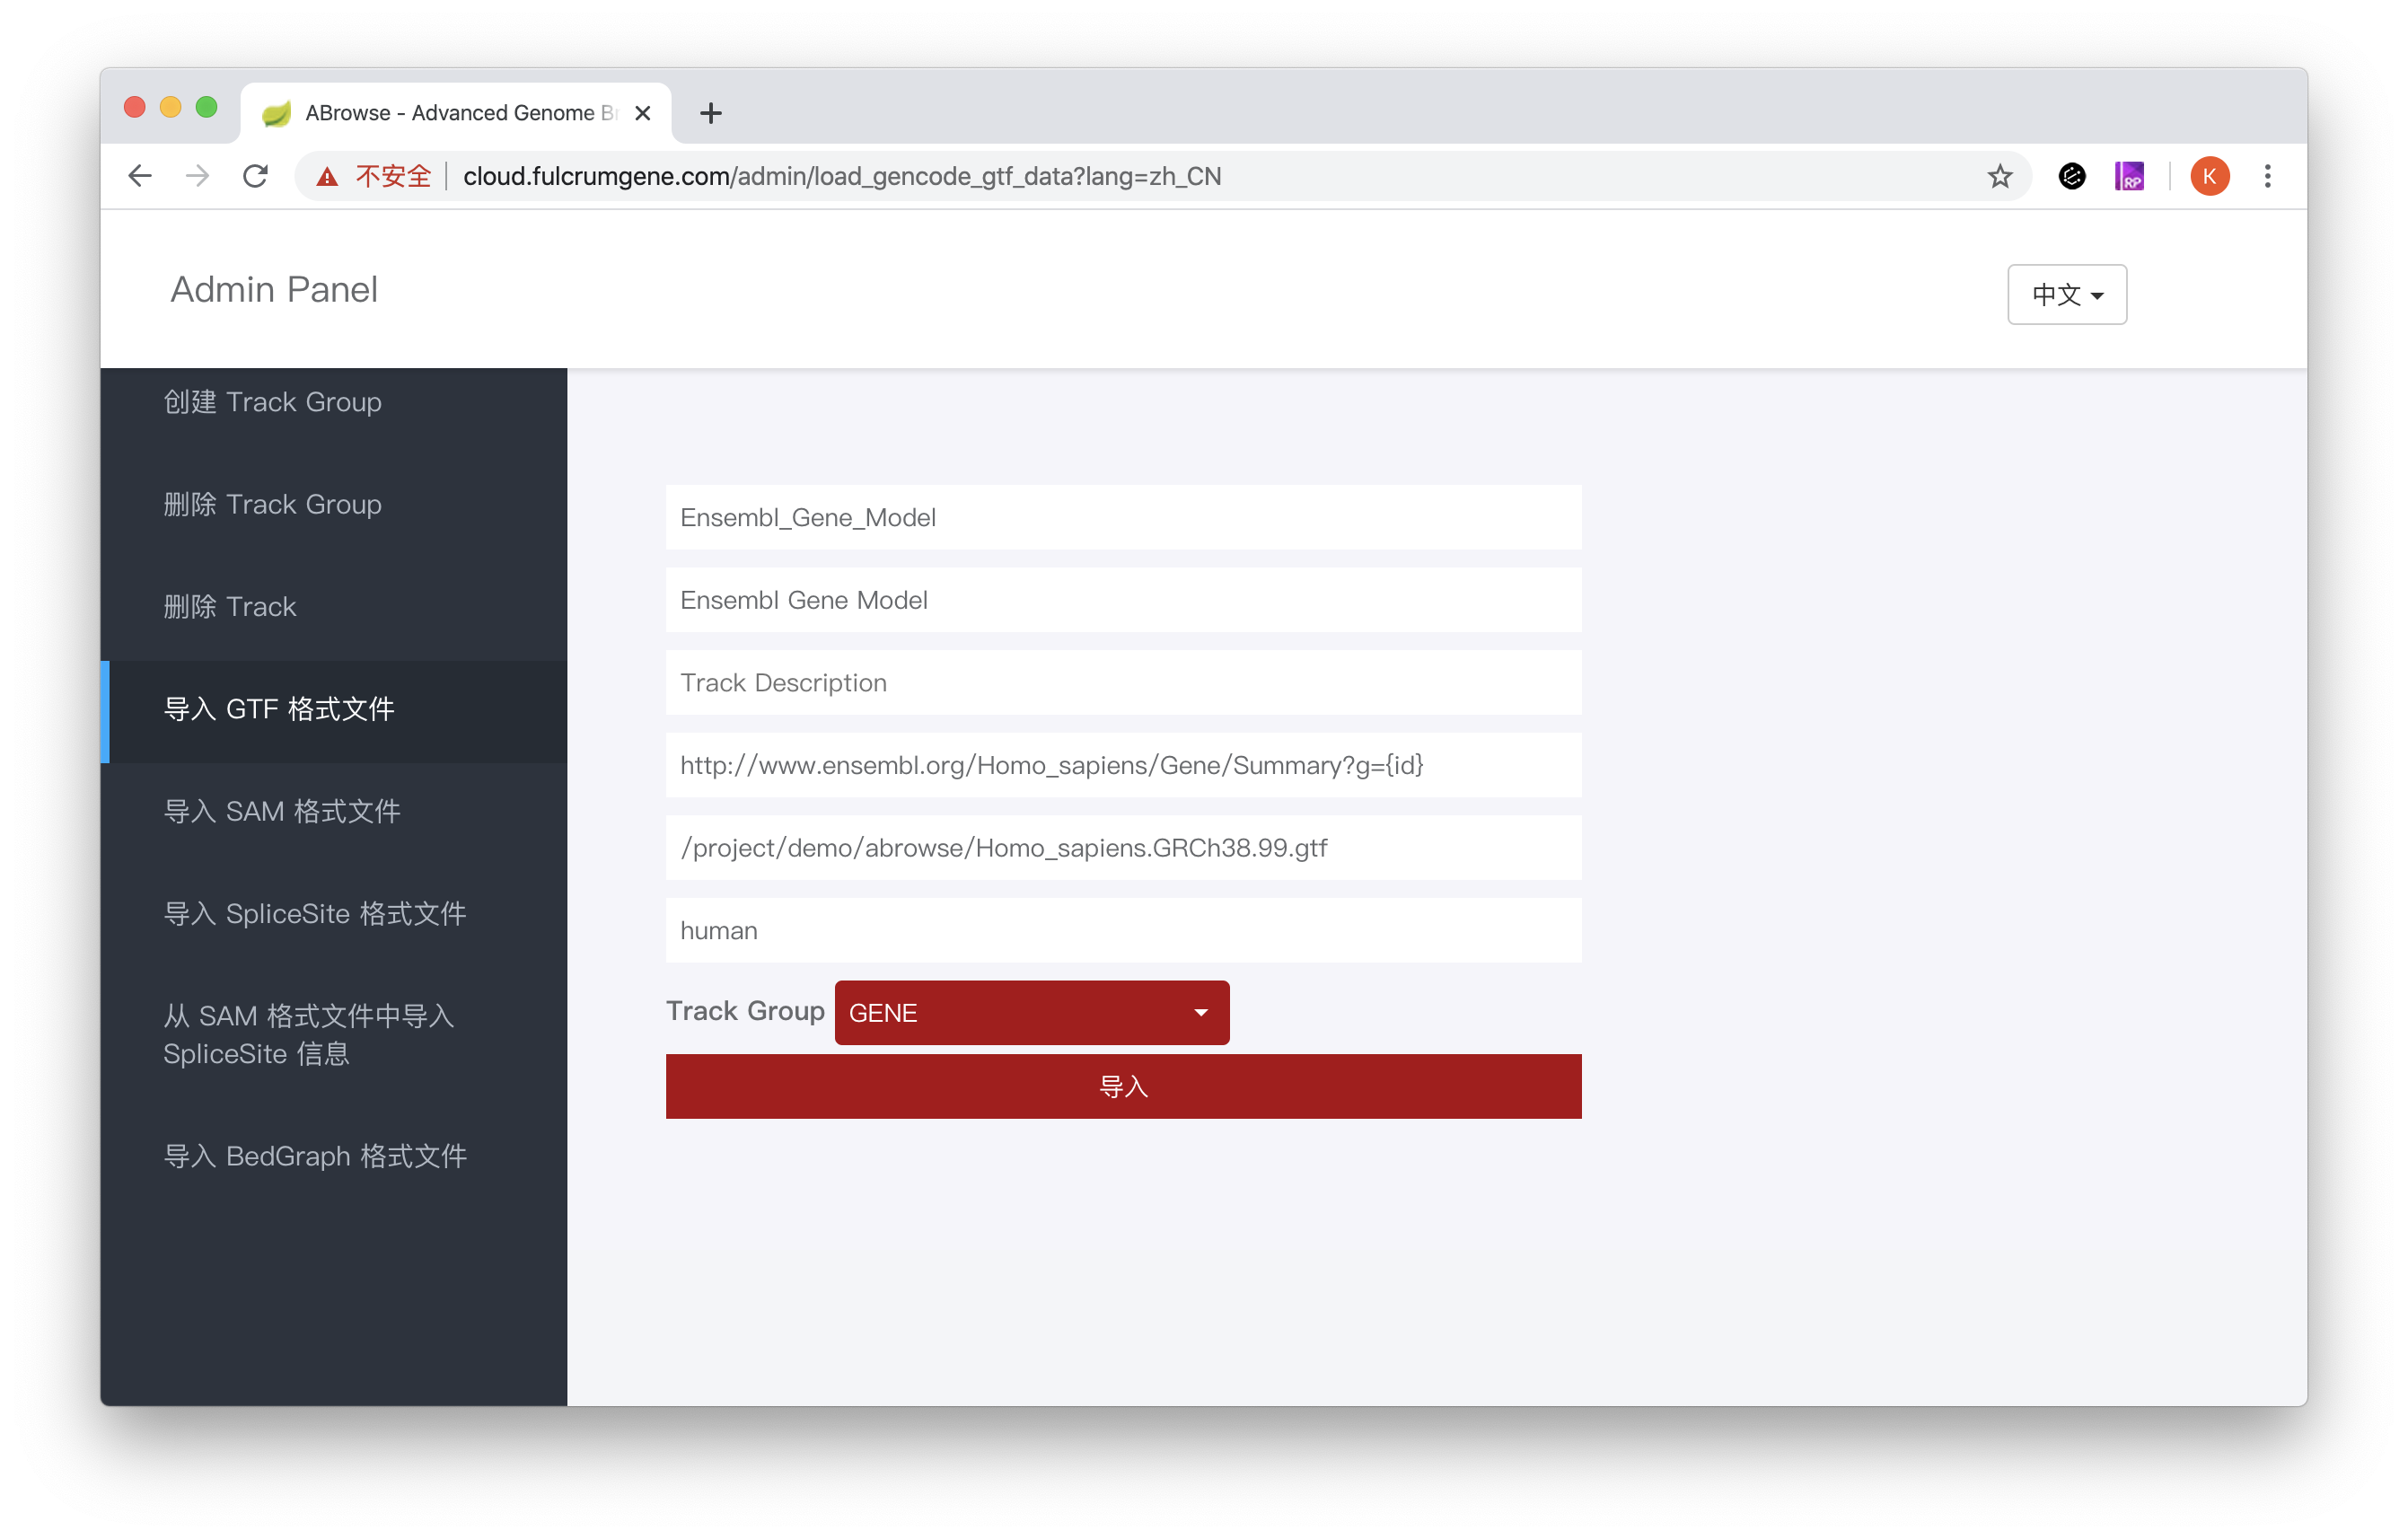 ABrowse - Advanced Genome Br
不安全 cloud.fulcrumgene.com/admin/load_gencode_gtf_data?lang=zh_CN
RP
K
Admin Panel
中文
创建 Track Group
删除 Track Group
删除 Track
导入 GTF 格式文件
导入 SAM 格式文件
导入 SpliceSite 格式文件
从 SAM 格式文件中导入
SpliceSite 信息
导入 BedGraph 格式文件
Ensembl_Gene_Model
Ensembl Gene Model
Track Description
http://www.ensembl.org/Homo_sapiens/Gene/Summary?g={id}
/project/demo/abrowse/Homo_sapiens.GRCh38.99.gtf
human
Track Group GENE
导入